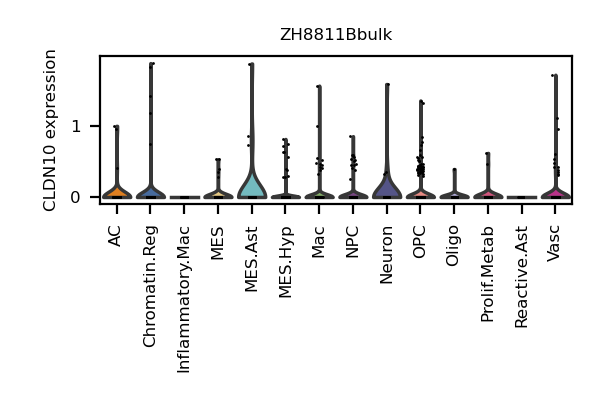 ZH8811Bbulk
CLDN10 expression
1
0
AC
Chromatin.Reg
Inflammatory.Mac
MES
MES.Ast
MES.Hyp
Mac
NPC
Neuron
OPC
Oligo
Prolif.Metab
Reactive.Ast
Vasc